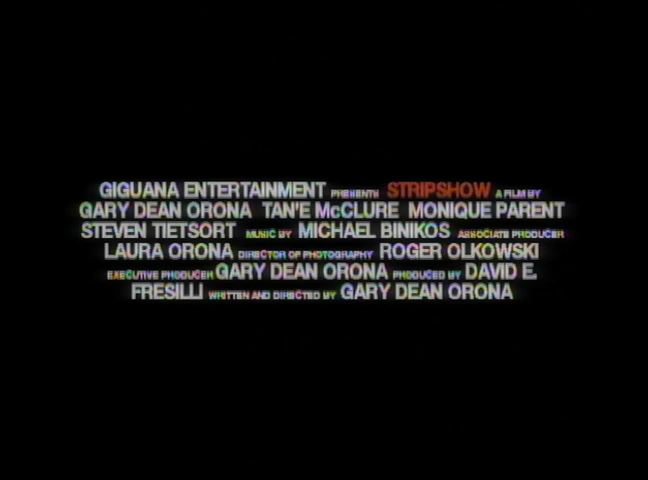 GIGUANA ENTERTAINMENT PRESENTS STRIPSHOW A FILM BY
GARY DEAN ORONA TAN'E McCLURE MONIQUE PARENT
STEVEN TIETSORT MUSIC BY MICHAEL BINIKOS ASSOCIATE PRODUCER
LAURA ORONA DIRECTOR OF PHOTOGRAPHY ROGER OLKOWSKI
EXECUTIVE PRODUCER GARY DEAN ORONA PRODUCED BY DAVID E.
FRESILLI WRITTEN AND DIRECTED BY GARY DEAN ORONA